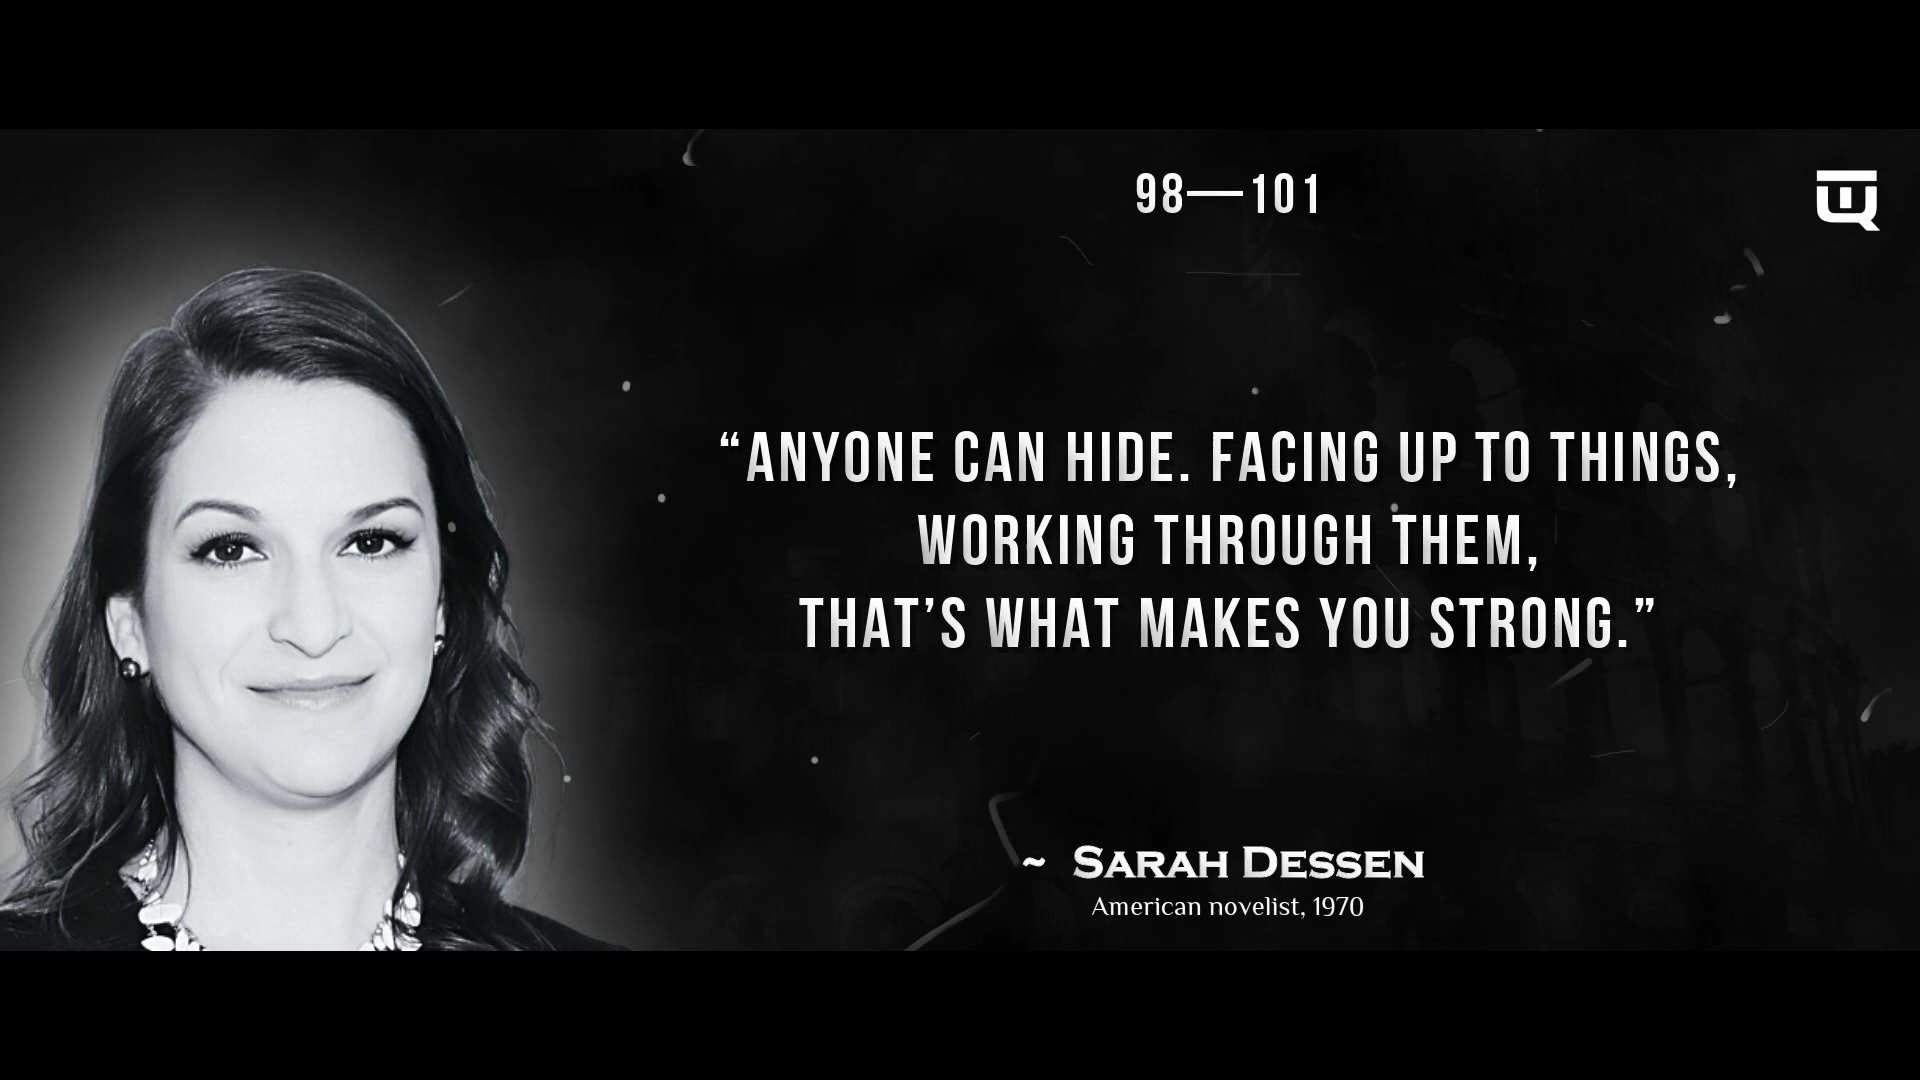 98—101
“ANYONE CAN HIDE. FACING UP TO THINGS,
WORKING THROUGH THEM,
THAT’S WHAT MAKES YOU STRONG.”
~ SARAH DESSEN
American novelist, 1970